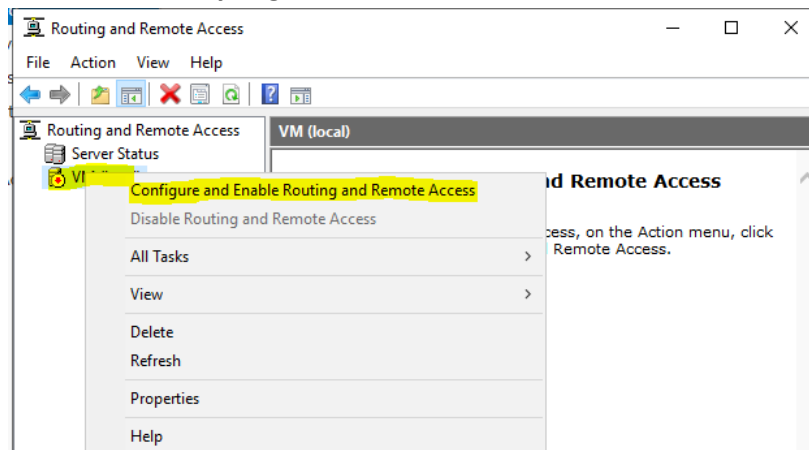 Routing and Remote Access
File Action View Help
Routing and Remote Access
VM (local)
Server Status
Configure and Enable Routing and Remote Access
nd Remote Access
Disable Routing and Remote Access
cess, on the Action menu, click
All Tasks
Remote Access.
View
Delete
Refresh
Properties
Help